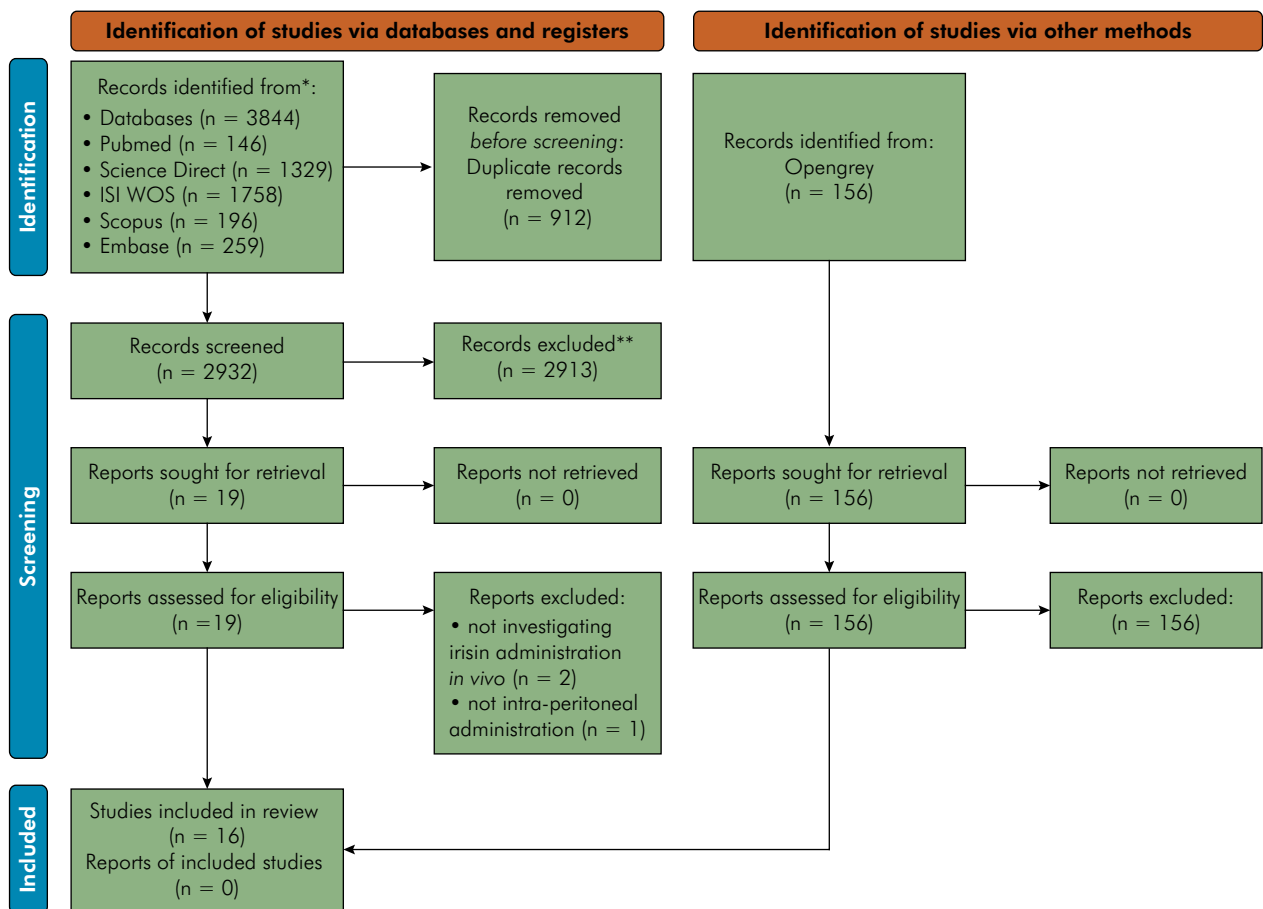 Identification of studies via databases and registers
Identification of studies via other methods
Identification
Records identified from*:
• Databases (n = 3844)
• Pubmed (n = 146)
• Science Direct (n = 1329)
• ISI WOS (n = 1758)
• Scopus (n = 196)
• Embase (n = 259)
Records removed
before screening:
Duplicate records
removed
(n = 912)
Records identified from:
Opengrey
(n = 156)
Screening
Records screened
(n = 2932)
Records excluded**
(n = 2913)
Reports sought for retrieval
(n = 19)
Reports not retrieved
(n = 0)
Reports sought for retrieval
(n = 156)
Reports not retrieved
(n = 0)
Reports assessed for eligibility
(n =19)
Reports excluded:
• not investigating
irisin administration
in vivo (n = 2)
• not intra-peritoneal
administration (n = 1)
Reports assessed for eligibility
(n = 156)
Reports excluded:
(n = 156)
Included
Studies included in review
(n = 16)
Reports of included studies
(n = 0)